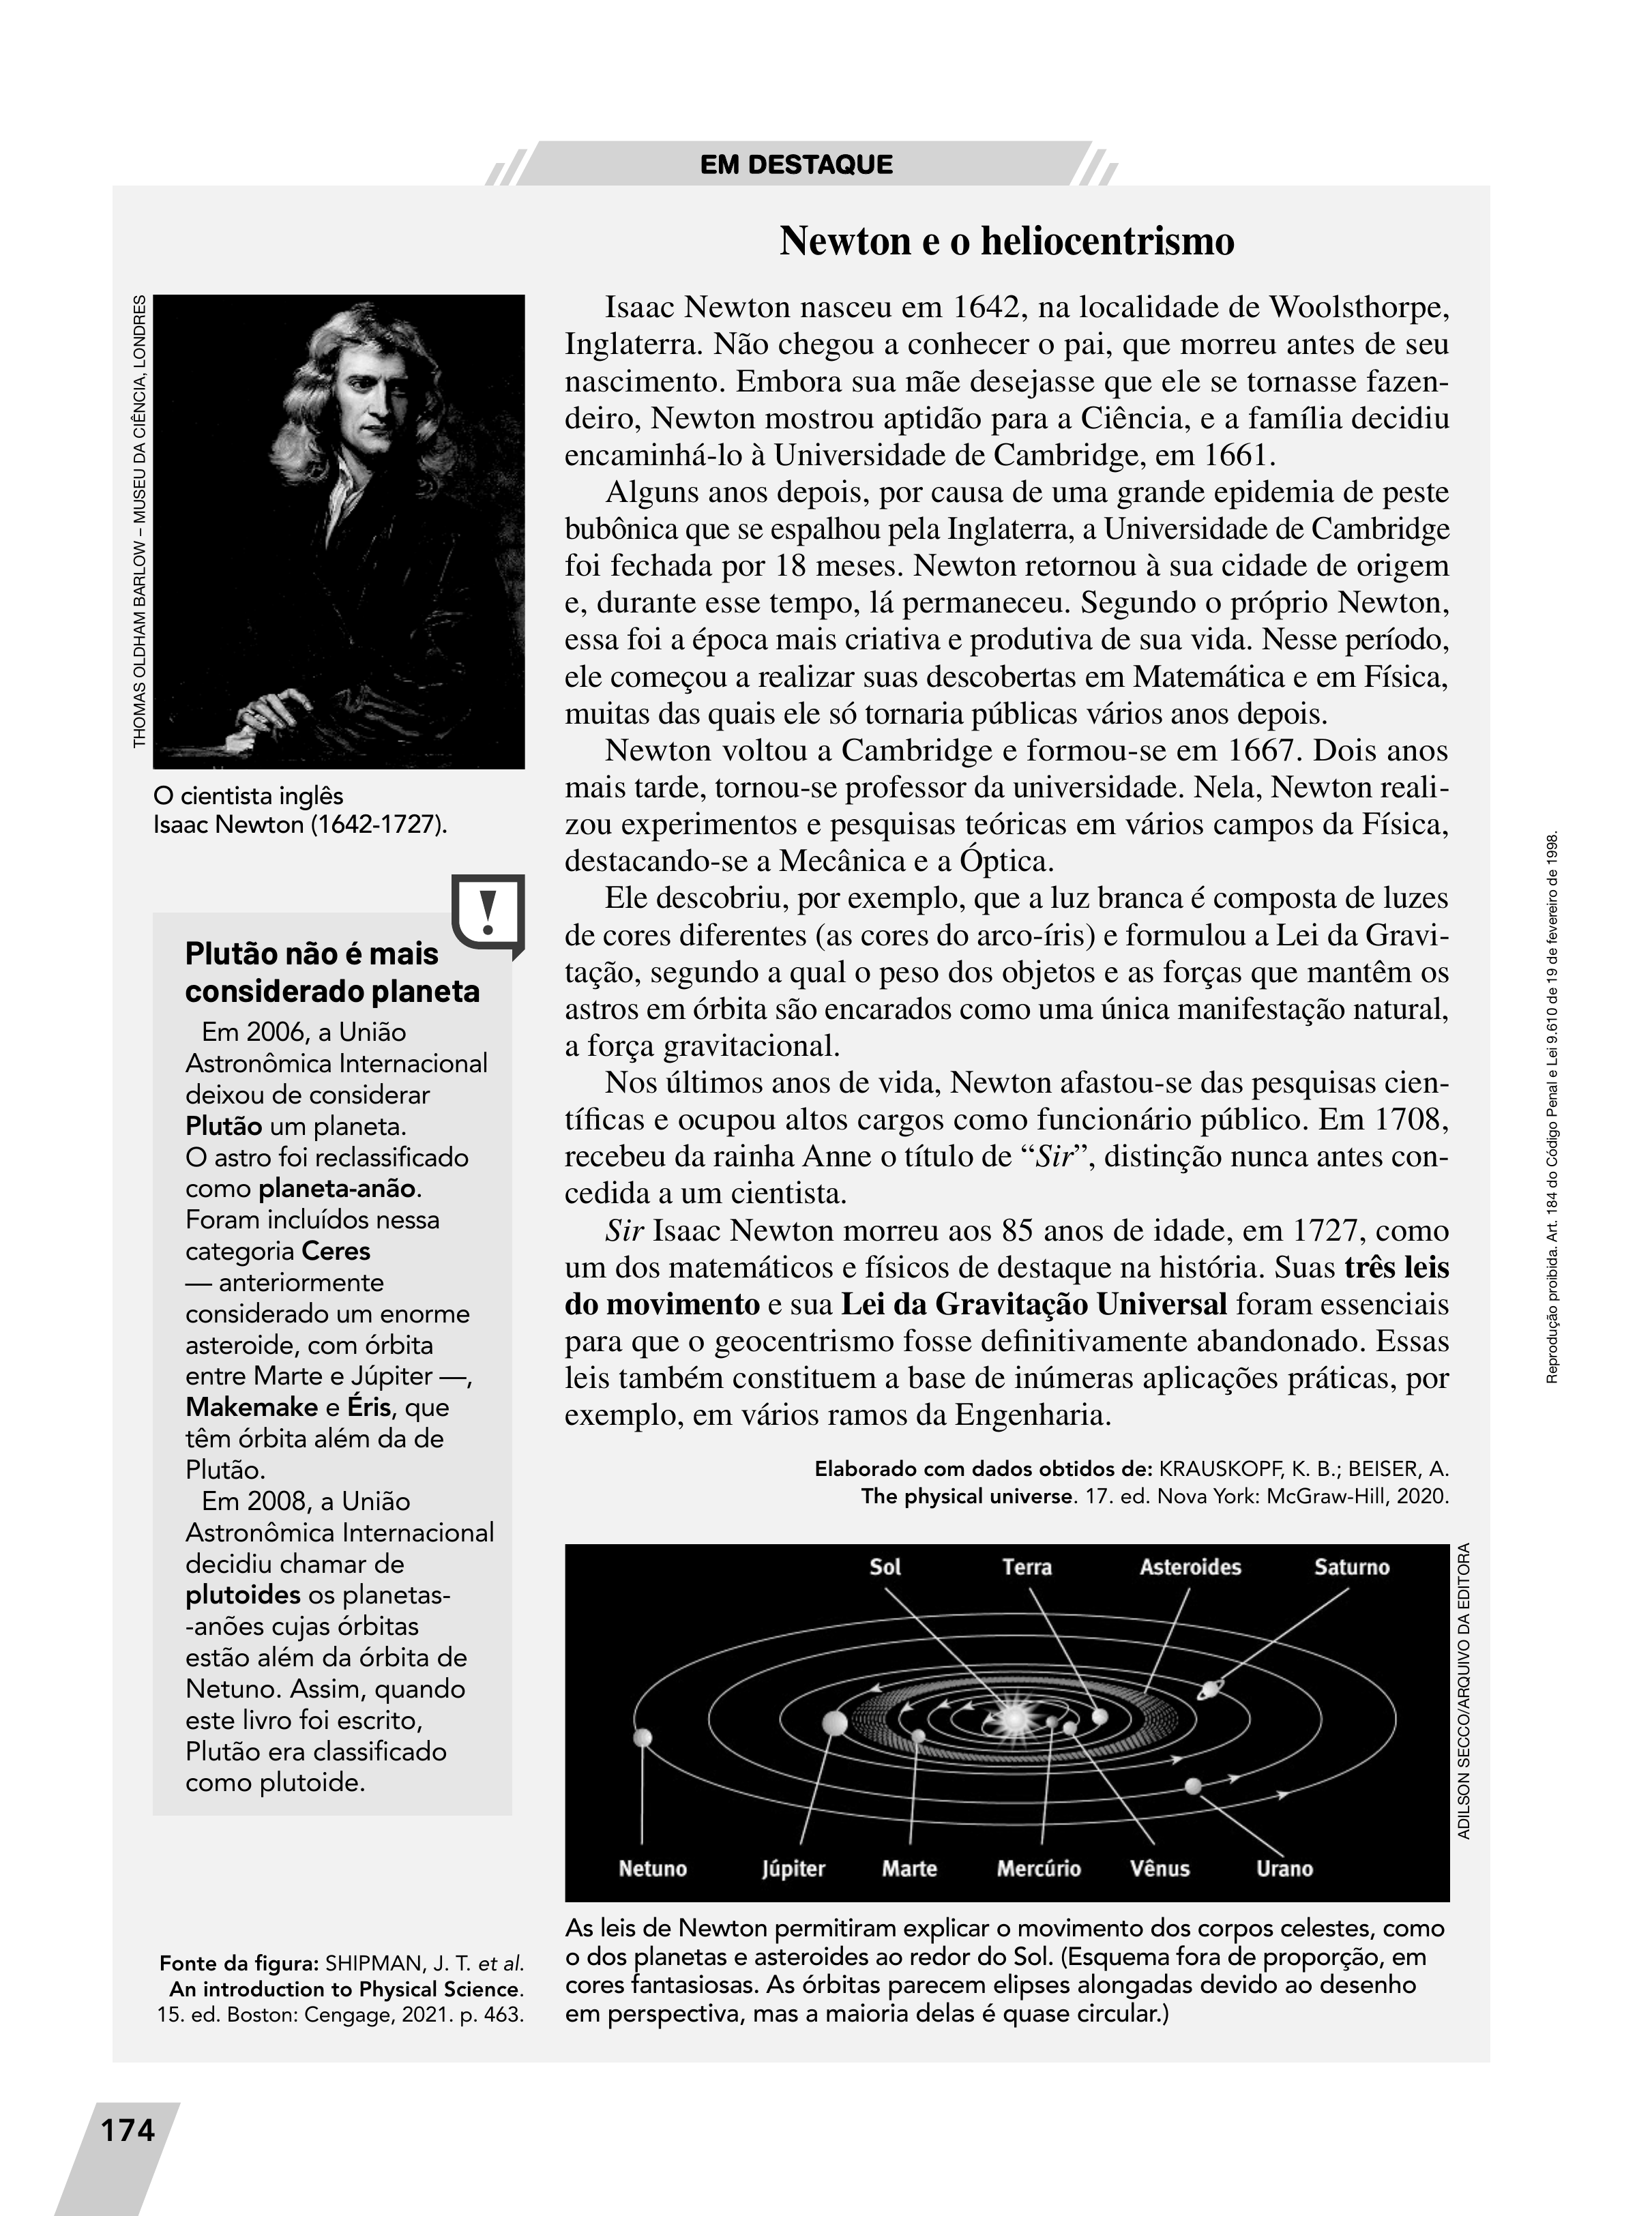 EM DESTAQUE
Newton e o heliocentrismo
THOMAS OLDHAM BARLOW – MUSEU DA CIÊNCIA, LONDRES
O cientista inglês
Isaac Newton (1642-1727).
Isaac Newton nasceu em 1642, na localidade de Woolsthorpe,
Inglaterra. Não chegou a conhecer o pai, que morreu antes de seu
nascimento. Embora sua mãe desejasse que ele se tornasse fazen-
deiro, Newton mostrou aptidão para a Ciência, e a família decidiu
encaminhá-lo à Universidade de Cambridge, em 1661.
Alguns anos depois, por causa de uma grande epidemia de peste
bubônica que se espalhou pela Inglaterra, a Universidade de Cambridge
foi fechada por 18 meses. Newton retornou à sua cidade de origem
e, durante esse tempo, lá permaneceu. Segundo o próprio Newton,
essa foi a época mais criativa e produtiva de sua vida. Nesse período,
ele começou a realizar suas descobertas em Matemática e em Física,
muitas das quais ele só tornaria públicas vários anos depois.
Newton voltou a Cambridge e formou-se em 1667. Dois anos
mais tarde, tornou-se professor da universidade. Nela, Newton reali-
zou experimentos e pesquisas teóricas em vários campos da Física,
destacando-se a Mecânica e a Óptica.
Ele descobriu, por exemplo, que a luz branca é composta de luzes
de cores diferentes (as cores do arco-íris) e formulou a Lei da Gravi-
tação, segundo a qual o peso dos objetos e as forças que mantêm os
astros em órbita são encarados como uma única manifestação natural,
a força gravitacional.
Nos últimos anos de vida, Newton afastou-se das pesquisas cien-
tíficas e ocupou altos cargos como funcionário público. Em 1708,
recebeu da rainha Anne o título de “Sir”, distinção nunca antes con-
cedida a um cientista.
Sir Isaac Newton morreu aos 85 anos de idade, em 1727, como
um dos matemáticos e físicos de destaque na história. Suas três leis
do movimento e sua Lei da Gravitação Universal foram essenciais
para que o geocentrismo fosse definitivamente abandonado. Essas
leis também constituem a base de inúmeras aplicações práticas, por
exemplo, em vários ramos da Engenharia.
Elaborado com dados obtidos de: KRAUSKOPF, K. B.; BEISER, A.
The physical universe. 17. ed. Nova York: McGraw-Hill, 2020.
!
Plutão não é mais
considerado planeta
Em 2006, a União
Astronômica Internacional
deixou de considerar
Plutão um planeta.
O astro foi reclassificado
como planeta-anão.
Foram incluídos nessa
categoria Ceres
— anteriormente
considerado um enorme
asteroide, com órbita
entre Marte e Júpiter —,
Makemake e Éris, que
têm órbita além da de
Plutão.
Em 2008, a União
Astronômica Internacional
decidiu chamar de
plutoides os planetas-
-anões cujas órbitas
estão além da órbita de
Netuno. Assim, quando
este livro foi escrito,
Plutão era classificado
como plutoide.
Sol Terra Asteroides Saturno
Netuno Júpiter Marte Mercúrio Vênus Urano
ADILSON SECCO/ARQUIVO DA EDITORA
As leis de Newton permitiram explicar o movimento dos corpos celestes, como
o dos planetas e asteroides ao redor do Sol. (Esquema fora de proporção, em
cores fantasiosas. As órbitas parecem elipses alongadas devido ao desenho
em perspectiva, mas a maioria delas é quase circular.)
Fonte da figura: SHIPMAN, J. T. et al.
An introduction to Physical Science.
15. ed. Boston: Cengage, 2021. p. 463.
Reprodução proibida. Art. 184 do Código Penal e Lei 9.610 de 19 de fevereiro de 1998.
174